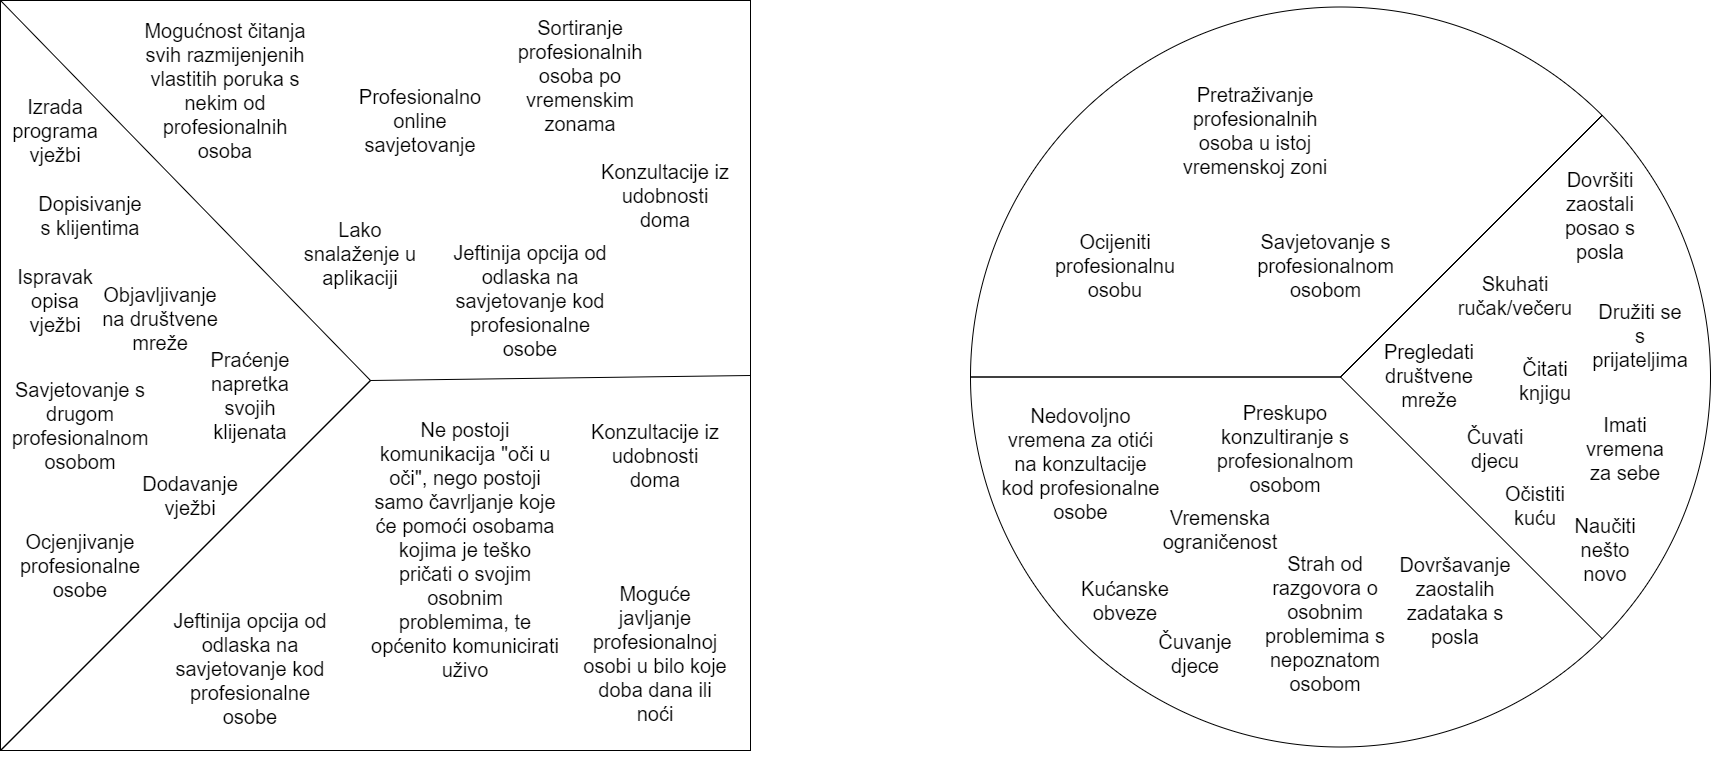 Mogućnost čitanja
svih razmijenjenih
vlastitih poruka s
nekim od
profesionalnih
osoba
Profesionalno
online
savjetovanje
Sortiranje
profesionalnih
osoba po
vremenskim
zonama
Konzultacije iz
udobnosti
doma
Lako
snalaženje u
aplikaciji
Jeftinija opcija od
odlaska na
savjetovanje kod
profesionalne
osobe
Izrada
programa
vježbi
Dopisivanje
s klijentima
Ispravak
opisa
vježbi
Objavljivanje
na društvene
mreže
Praćenje
napretka
svojih
klijenata
Savjetovanje s
drugom
profesionalnom
osobom
Dodavanje
vježbi
Ocjenjivanje
profesionalne
osobe
Ne postoji
komunikacija "oči u
oči", nego postoji
samo čavrljanje koje
će pomoći osobama
kojima je teško
pričati o svojim
osobnim
problemima, te
općenito komunicirati
uživo
Konzultacije iz
udobnosti
doma
Jeftinija opcija od
odlaska na
savjetovanje kod
profesionalne
osobe
Moguće
javljanje
profesionalnoj
osobi u bilo koje
doba dana ili
noći
Pretraživanje
profesionalnih
osoba u istoj
vremenskoj zoni
Ocijeniti
profesionalnu
osobu
Savjetovanje s
profesionalnom
osobom
Dovršiti
zaostali
posao s
posla
Skuhati
ručak/večeru
Družiti se
s
prijateljima
Pregledati
društvene
mreže
Čitati
knjigu
Čuvati
djecu
Imati
vremena
za sebe
Očistiti
kuću
Naučiti
nešto
novo
Nedovoljno
vremena za otići
na konzultacije
kod profesionalne
osobe
Preskupo
konzultiranje s
profesionalnom
osobom
Vremenska
ograničenost
Kućanske
obveze
Čuvanje
djece
Strah od
razgovora o
osobnim
problemima s
nepoznatom
osobom
Dovršavanje
zaostalih
zadataka s
posla